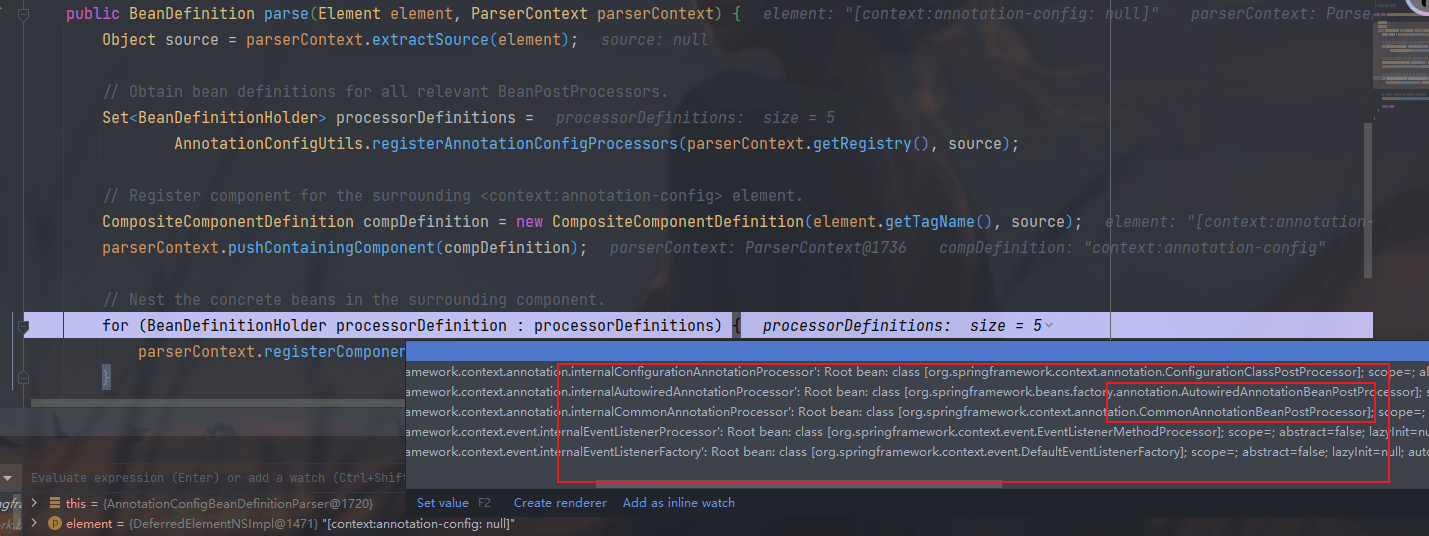 public BeanDefinition parse(Element element, ParserContext parserContext) { element: "[context:annotation-config: null]" parserContext: Parse
Object source = parserContext.extractSource(element); source: null
// Obtain bean definitions for all relevant BeanPostProcessors.
Set<BeanDefinitionHolder> processorDefinitions = processorDefinitions: size = 5
AnnotationConfigUtils.registerAnnotationConfigProcessors(parserContext.getRegistry(), source);
// Register component for the surrounding <context:annotation-config> element.
CompositeComponentDefinition compDefinition = new CompositeComponentDefinition(element.getTagName(), source); element: "[context:annotation-
parserContext.pushContainingComponent(compDefinition); parserContext: ParserContext@1736 compDefinition: "context:annotation-config"
// Nest the concrete beans in the surrounding component.
for (BeanDefinitionHolder processorDefinition : processorDefinitions) { processorDefinitions: size = 5
parserContext.registerCompone
amework.context.annotation.internalConfigurationAnnotationProcessor': Root bean: class [org.springframework.context.annotation.ConfigurationClassPostProcessor]; scope=; ab
}
amework.context.annotation.internalAutowiredAnnotationProcessor': Root bean: class [org.springframework.beans.factory.annotation.AutowiredAnnotationBeanPostProcessor]; s
amework.context.annotation.internalCommonAnnotationProcessor': Root bean: class [org.springframework.context.annotation.CommonAnnotationBeanPostProcessor]; scope=;
amework.context.event.internalEventListenerProcessor': Root bean: class [org.springframework.context.event.EventListenerMethodProcessor]; scope=; abstract=false; lazyInit=nu
amework.context.event.internalEventListenerFactory': Root bean: class [org.springframework.context.event.DefaultEventListenerFactory]; scope=; abstract=false; lazyInit=null; auto
Evaluate expression (Enter) or add a watch (Ctrl+Shif
this = {AnnotationConfigBeanDefinitionParser@1720}
Set value F2 Create renderer Add as inline watch
element = {DeferredElementNSImpl@1471} "[context:annotation-config: null]"